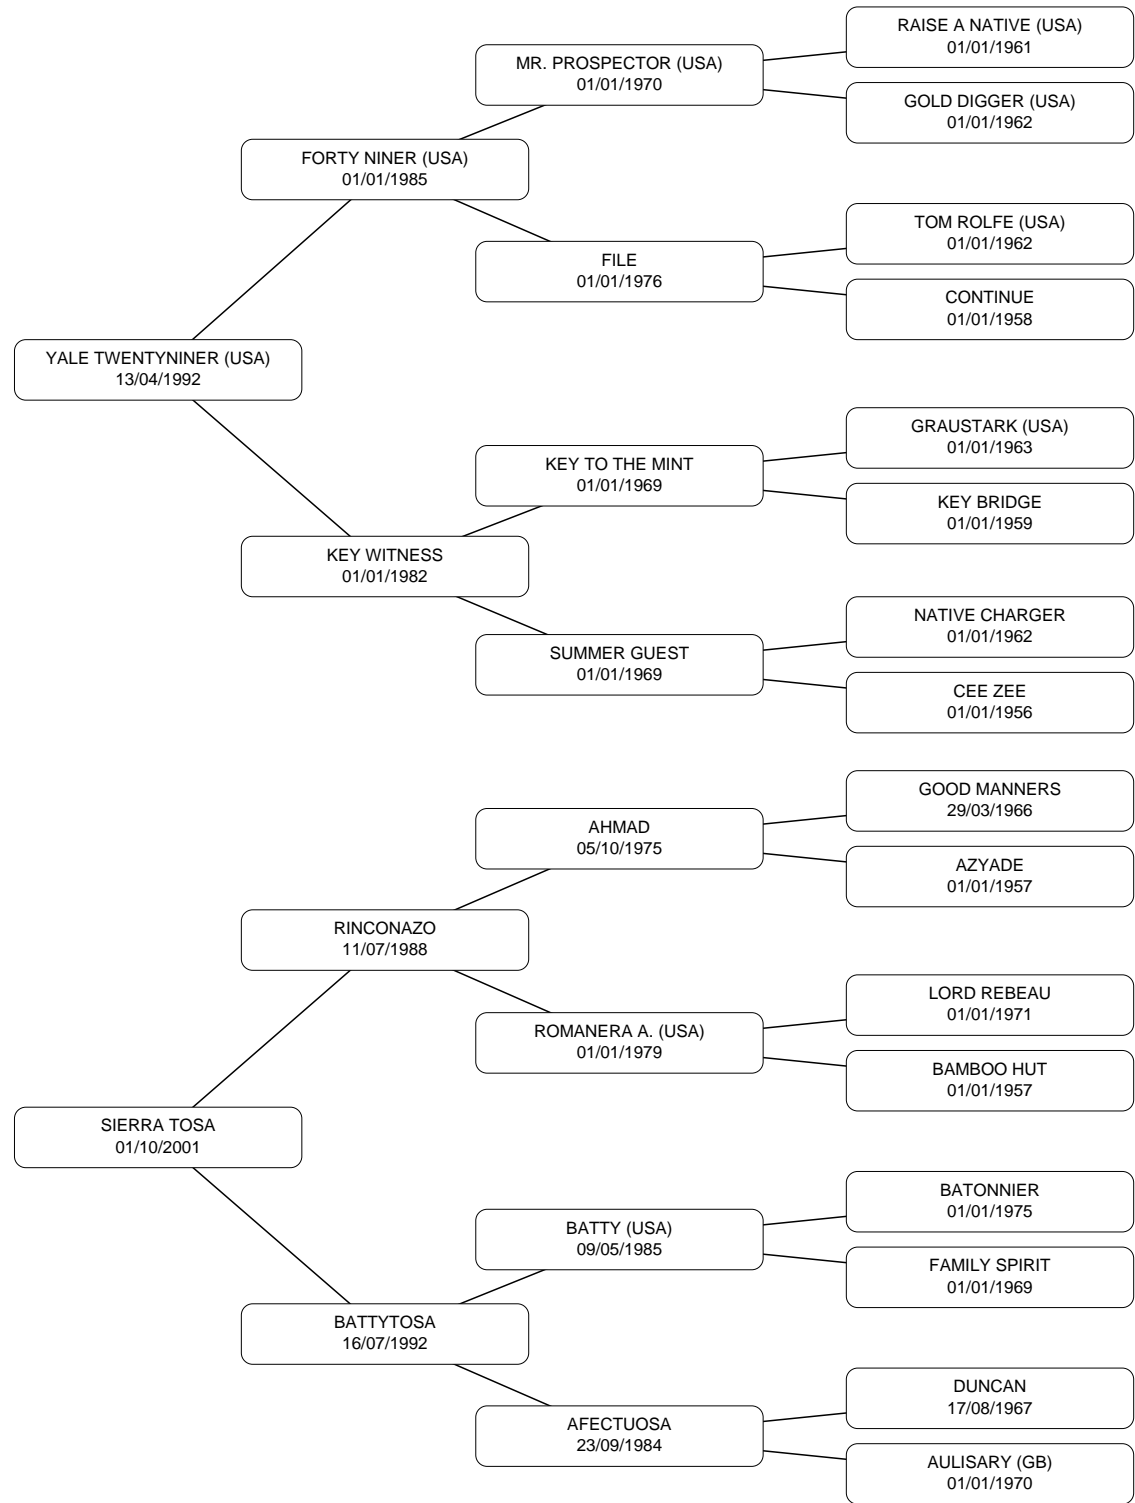 RAISE A NATIVE (USA)
01/01/1961
MR. PROSPECTOR (USA)
01/01/1970
GOLD DIGGER (USA)
01/01/1962
FORTY NINER (USA)
01/01/1985
TOM ROLFE (USA)
01/01/1962
FILE
01/01/1976
CONTINUE
01/01/1958
YALE TWENTYNINER (USA)
13/04/1992
GRAUSTARK (USA)
01/01/1963
KEY TO THE MINT
01/01/1969
KEY BRIDGE
01/01/1959
KEY WITNESS
01/01/1982
NATIVE CHARGER
01/01/1962
SUMMER GUEST
01/01/1969
CEE ZEE
01/01/1956
GOOD MANNERS
29/03/1966
AHMAD
05/10/1975
AZYADE
01/01/1957
RINCONAZO
11/07/1988
LORD REBEAU
01/01/1971
ROMANERA A. (USA)
01/01/1979
BAMBOO HUT
01/01/1957
SIERRA TOSA
01/10/2001
BATONNIER
01/01/1975
BATTY (USA)
09/05/1985
FAMILY SPIRIT
01/01/1969
BATTYTOSA
16/07/1992
DUNCAN
17/08/1967
AFECTUOSA
23/09/1984
AULISARY (GB)
01/01/1970